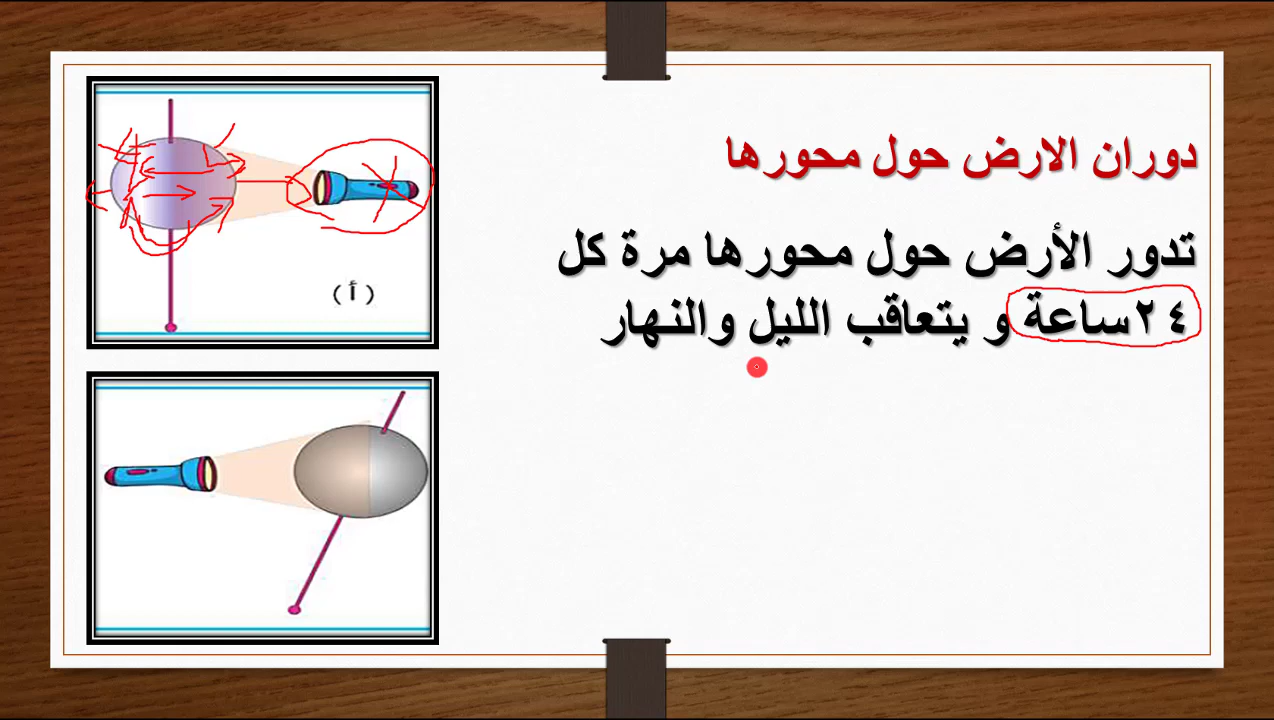 دوران الارض حول محورها
تدور الأرض حول محورها مرة كل
٢٤ساعة و يتعاقب الليل والنهار
(أ)